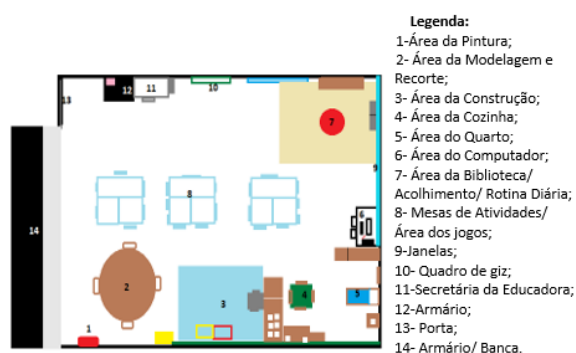 Legenda:
1-Área da Pintura;
2- Área da Modelagem e
Recorte;
3- Área da Construção;
4- Área da Cozinha;
5- Área do Quarto;
6- Área do Computador;
7- Área da Biblioteca/
Acolhimento/ Rotina Diária;
8- Mesas de Atividades/
Área dos jogos;
9-Janelas;
10- Quadro de giz;
11-Secretária da Educadora;
12-Armário;
13- Porta;
14- Armário/ Banca.
13
12
11
10
7
9
8
6
14
2
3
4
5
1